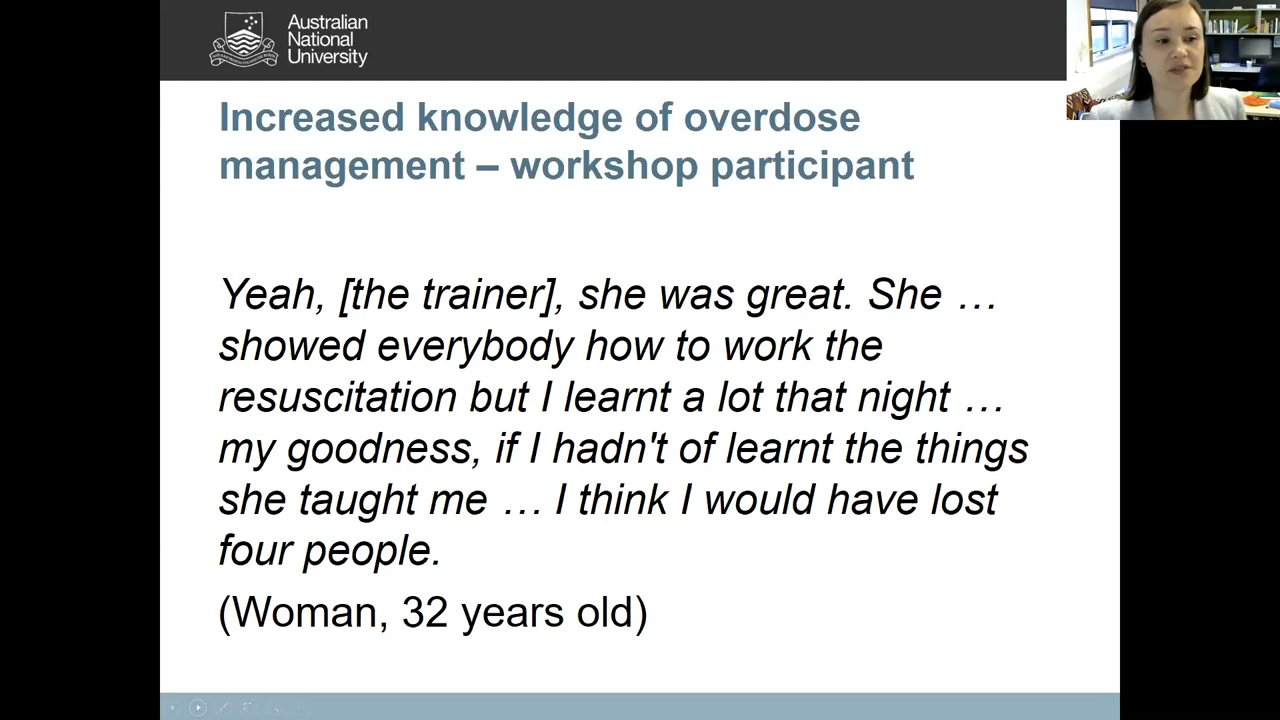 Australian
National
University
Increased knowledge of overdose
management – workshop participant
Yeah, [the trainer], she was great. She …
showed everybody how to work the
resuscitation but I learnt a lot that night …
my goodness, if I hadn't of learnt the things
she taught me … I think I would have lost
four people.
(Woman, 32 years old)